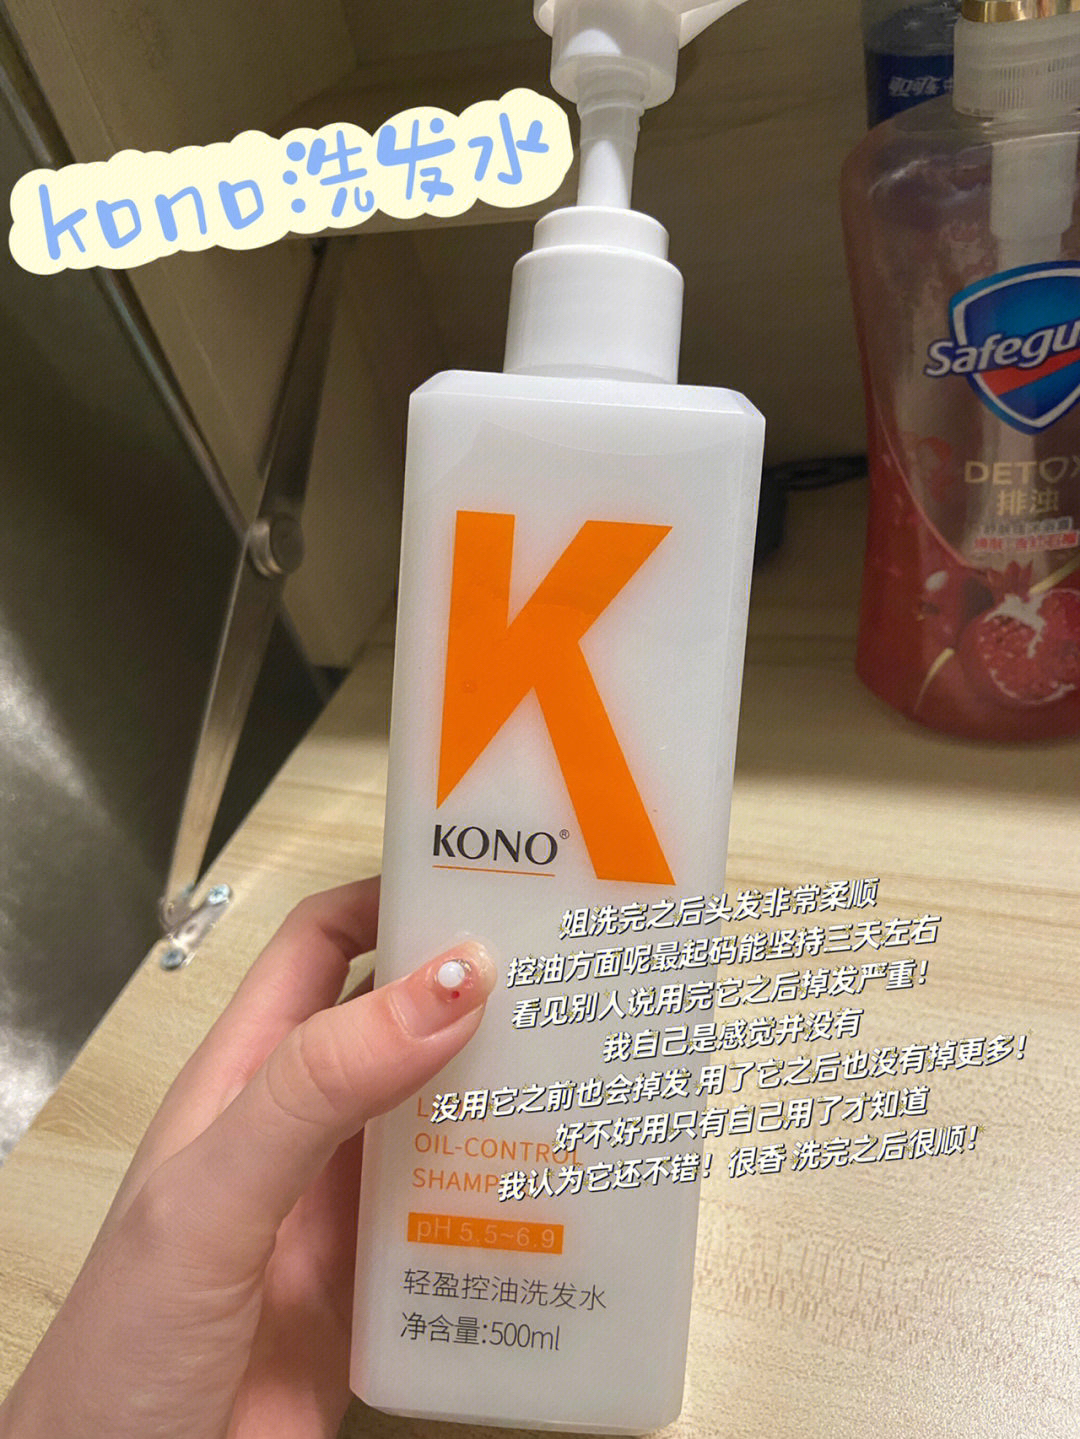 kono洗发水
Safegu
DETOX
排浊
K
KONO®
姐洗完之后头发非常柔顺
控油方面呢最起码能坚持三天左右
看见别人说用完它之后掉发严重！
我自己是感觉并没有
没用它之前也会掉发 用了它之后也没有掉更多！
好不好用只有自己用了才知道
我认为它还不错！很香 洗完之后很顺！
OIL-CONTROL
SHAMP
pH 5.5~6.9
轻盈控油洗发水
净含量:500ml